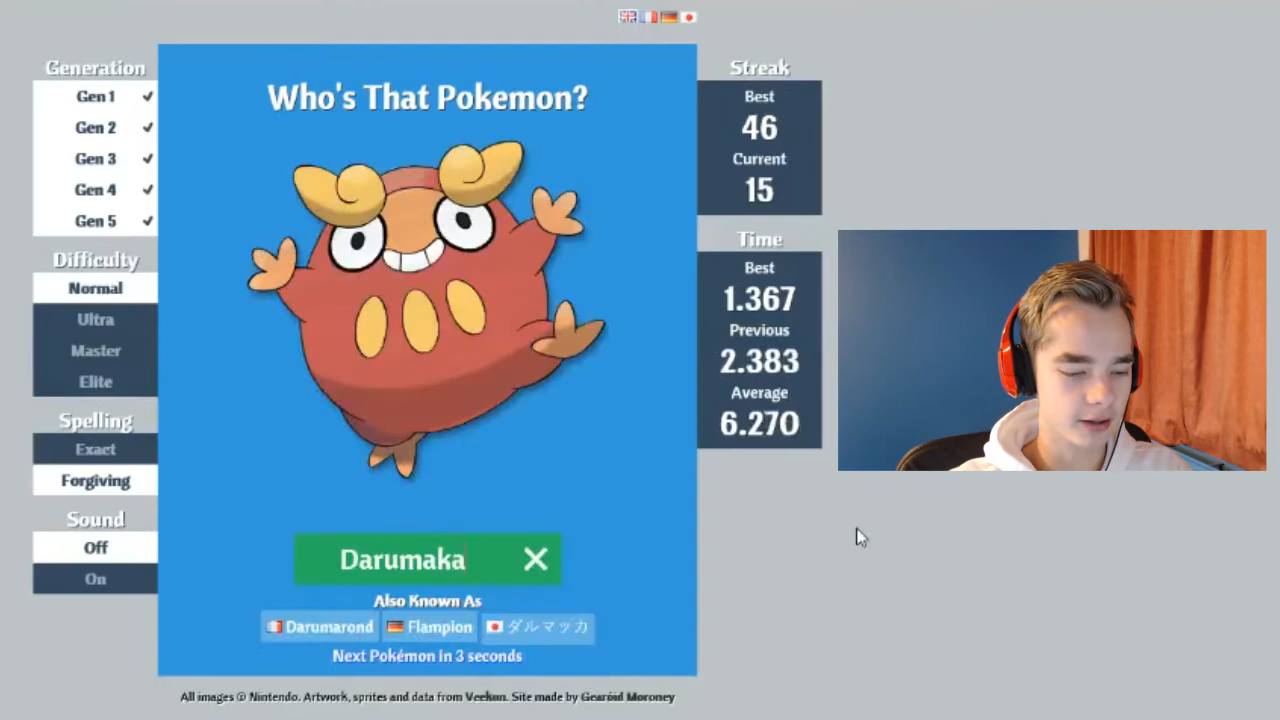 Generation
Gen 1 ✓
Gen 2 ✓
Gen 3 ✓
Gen 4 ✓
Gen 5 ✓
Difficulty
Normal
Ultra
Master
Elite
Spelling
Exact
Forgiving
Sound
Off
On
Who's That Pokemon?
Darumaka
Also Known As
Darumarond Flampion ダルマッカ
Next Pokémon in 3 seconds
Streak
Best
46
Current
15
Time
Best
1.367
Previous
2.383
Average
6.270
All images © Nintendo. Artwork, sprites and data from Veekun. Site made by Gearóid Moroney